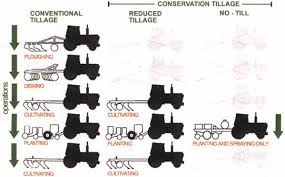 CONSERVATION TILLAGE
CONVENTIONAL TILLAGE
REDUCED TILLAGE
NO - TILL
operations
PLOUGHING
DISKING
CULTIVATING
CULTIVATING
PLANTING
PLANTING
PLANTING AND SPRAYING ONLY
CULTIVATING
CULTIVATING